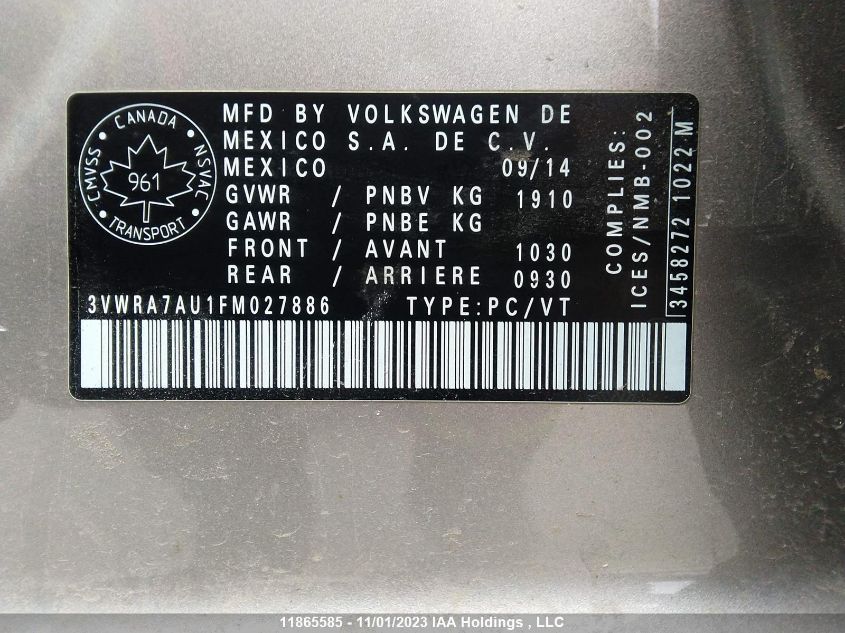 CANADA
CMVSS
NSVAC
961
TRANSPORT
MFD BY VOLKSWAGEN DE
MEXICO S.A. DE C.V.
MEXICO 09/14
GVWR / PNBV KG 1910
GAWR / PNBE KG
FRONT / AVANT 1030
REAR / ARRIERE 0930
3VWRA7AU1FM027886 TYPE:PC/VT
COMPLIES:
ICES/NMB-002
3458272 1022 M
11865585 - 11/01/2023 IAA Holdings , LLC